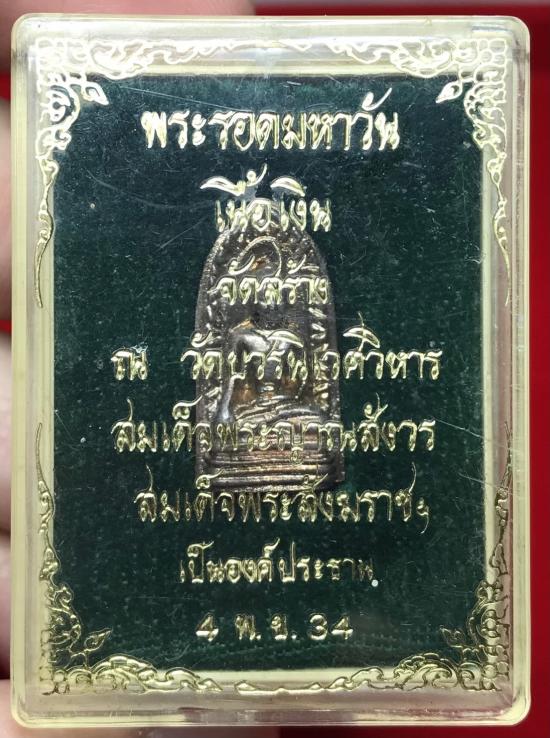 พระรอดมหาวัน
เนื้อเงิน
จัดสร้าง
ณ วัดบวรนิเวศวิหาร
สมเด็จพระญาณสังวร
สมเด็จพระสังฆราชฯ
เป็นองค์ประธาน
4 พ.ย. 34